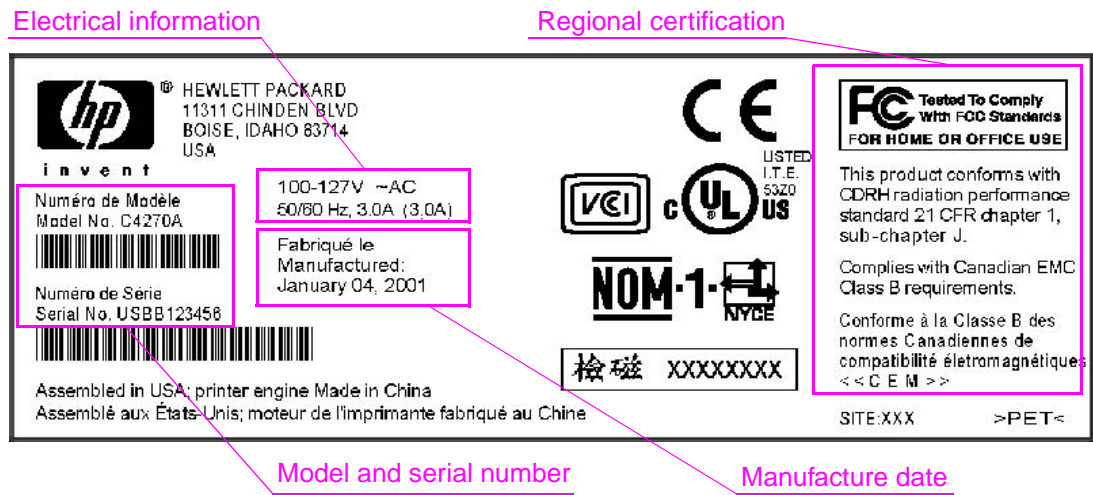 Electrical information
Regional certification
hp
invent
® HEWLETT PACKARD
11311 CHINDEN BLVD
BOISE, IDAHO 83714
USA
Numéro de Modèle
Model No. C4270A
Numéro de Série
Serial No. USBB123456
100-127V ~AC
50/60 Hz, 3.0A (3,0A)
Fabriqué le
Manufactured:
January 04, 2001
Assembled in USA; printer engine Made in China
Assemblé aux États-Unis; moteur de l'imprimante fabriqué au Chine
CE
VCI
c UL ® US
LISTED
I.T.E.
53Z0
NOM-1-
NYCE
檢磁 XXXXXXXX
FC Tested To Comply
With FCC Standards
FOR HOME OR OFFICE USE
This product conforms with
CDRH radiation performance
standard 21 CFR chapter 1,
sub-chapter J.
Complies with Canadian EMC
Class B requirements.
Conforme à la Classe B des
normes Canadiennes de
compatibilité életromagnétiques
<<CEM>>
SITE:XXX >PET<
Model and serial number
Manufacture date